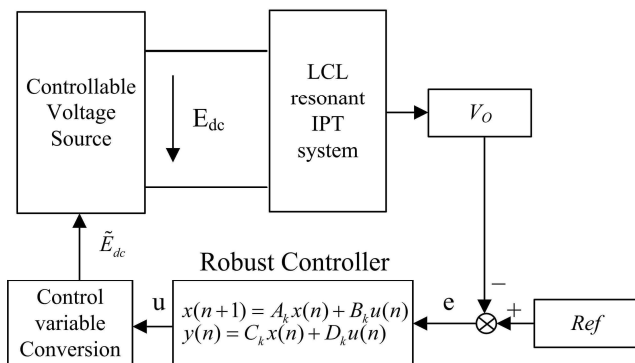 Controllable
Voltage
Source
E_dc
LCL
resonant
IPT
system
V_O
Ẽ_dc
Robust Controller
Control
variable
Conversion
u
x(n+1) = A_k x(n) + B_k u(n)
y(n) = C_k x(n) + D_k u(n)
e
−
+
Ref